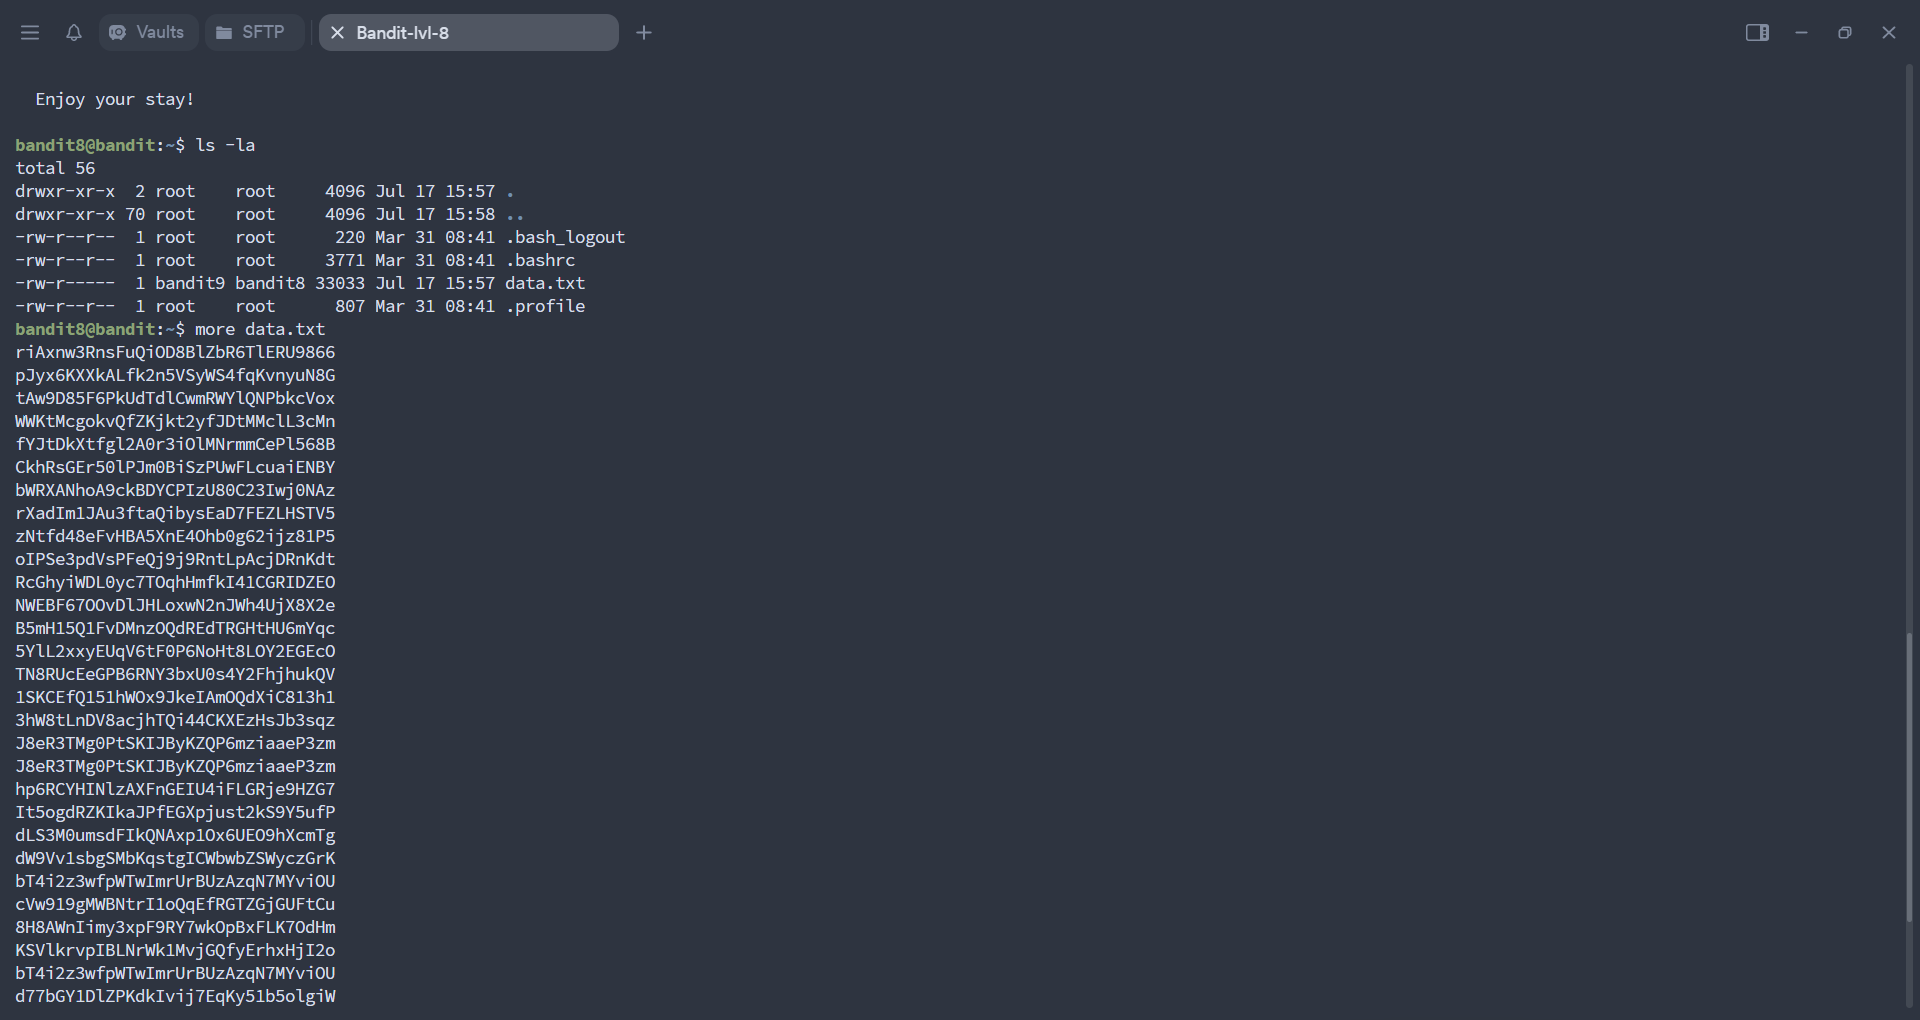 Vaults SFTP Bandit-lvl-8
Enjoy your stay!
bandit8@bandit:~$ ls -la
total 56
drwxr-xr-x  2 root    root     4096 Jul 17 15:57 .
drwxr-xr-x 70 root    root     4096 Jul 17 15:58 ..
-rw-r--r--  1 root    root      220 Mar 31 08:41 .bash_logout
-rw-r--r--  1 root    root     3771 Mar 31 08:41 .bashrc
-rw-r-----  1 bandit9 bandit8 33033 Jul 17 15:57 data.txt
-rw-r--r--  1 root    root      807 Mar 31 08:41 .profile
bandit8@bandit:~$ more data.txt
riAxnw3RnsFuQiOD8BlZbR6TlERU9866
pJyx6KXXkALfk2n5VSyWS4fqKvnyuN8G
tAw9D85F6PkUdTdlCwmRWYlQNPbkcVox
WWKtMcgokvQfZKjkt2yfJDtMMclL3cMn
fYJtDkXtfgl2A0r3iOlMNrmmCePl568B
CkhRsGEr50lPJm0BiSzPUwFLcuaiENBY
bWRXANhoA9ckBDYCPIzU80C23Iwj0NAz
rXadIm1JAu3ftaQibysEaD7FEZLHSTV5
zNtfd48eFvHBA5XnE4Ohb0g62ijz81P5
oIPSe3pdVsPFeQj9j9RntLpAcjDRnKdt
RcGhyiWDL0yc7TOqhHmfkI41CGRIDZEO
NWEBF67OOvDlJHLoxwN2nJWh4UjX8X2e
B5mH15Q1FvDMnzOQdREdTRGHtHU6mYqc
5YlL2xxyEUqV6tF0P6NoHt8LOY2EGEcO
TN8RUcEeGPB6RNY3bxU0s4Y2FhjhukQV
1SKCEfQ151hWOx9JkeIAmOQdXiC813h1
3hW8tLnDV8acjhTQi44CKXEzHsJb3sqz
J8eR3TMg0PtSKIJByKZQP6mziaaeP3zm
J8eR3TMg0PtSKIJByKZQP6mziaaeP3zm
hp6RCYHINlzAXFnGEIU4iFLGRje9HZG7
It5ogdRZKIkaJPfEGXpjust2kS9Y5ufP
dLS3M0umsdFIkQNAxp1Ox6UEO9hXcmTg
dW9Vv1sbgSMbKqstgICWbwbZSWyczGrK
bT4i2z3wfpWTwImrUrBUzAzqN7MYviOU
cVw919gMWBNtrI1oQqEfRGTZGjGUFtCu
8H8AWnIimy3xpF9RY7wkOpBxFLK7OdHm
KSVlkrvpIBLNrWk1MvjGQfyErhxHjI2o
bT4i2z3wfpWTwImrUrBUzAzqN7MYviOU
d77bGY1DlZPKdkIvij7EqKy51b5olgiW